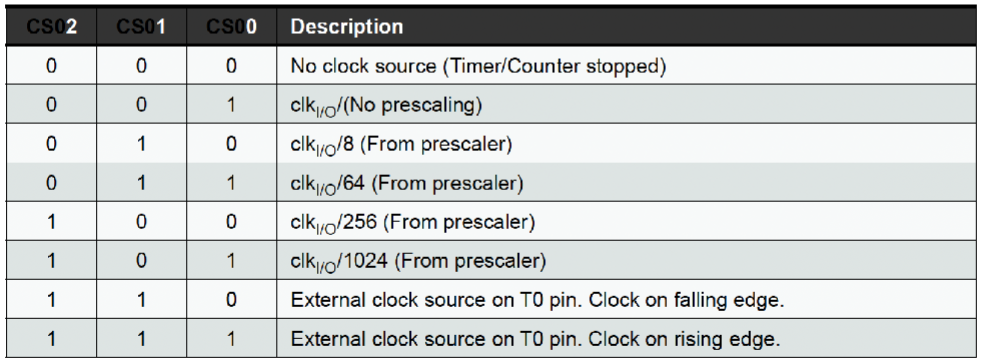 CS02 CS01 CS00 Description
0 0 0 No clock source (Timer/Counter stopped)
0 0 1 clkI/O/(No prescaling)
0 1 0 clkI/O/8 (From prescaler)
0 1 1 clkI/O/64 (From prescaler)
1 0 0 clkI/O/256 (From prescaler)
1 0 1 clkI/O/1024 (From prescaler)
1 1 0 External clock source on T0 pin. Clock on falling edge.
1 1 1 External clock source on T0 pin. Clock on rising edge.